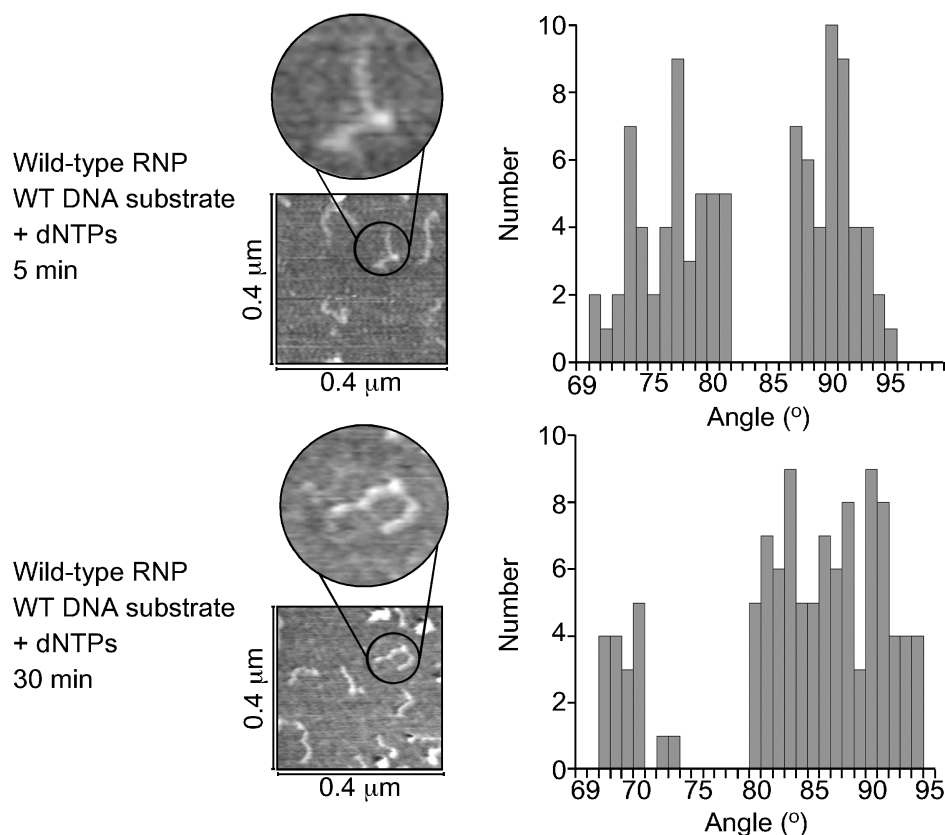 Wild-type RNP
WT DNA substrate
+ dNTPs
5 min
0.4 μm
0.4 μm
Number
10
8
6
4
2
0
69
75
80
85
90
95
Angle (o)
Wild-type RNP
WT DNA substrate
+ dNTPs
30 min
0.4 μm
0.4 μm
Number
10
8
6
4
2
0
69
70
75
80
85
90
95
Angle (o)